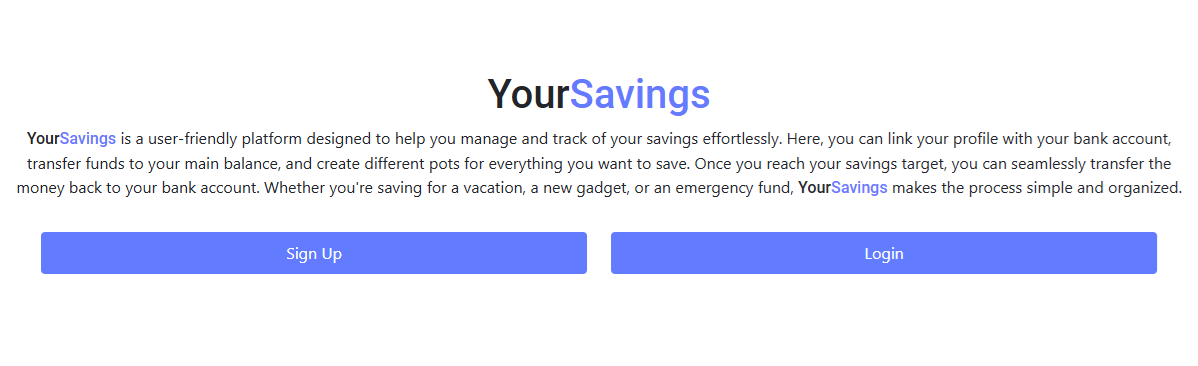 YourSavings
YourSavings is a user-friendly platform designed to help you manage and track of your savings effortlessly. Here, you can link your profile with your bank account,
transfer funds to your main balance, and create different pots for everything you want to save. Once you reach your savings target, you can seamlessly transfer the
money back to your bank account. Whether you're saving for a vacation, a new gadget, or an emergency fund, YourSavings makes the process simple and organized.
Sign Up
Login